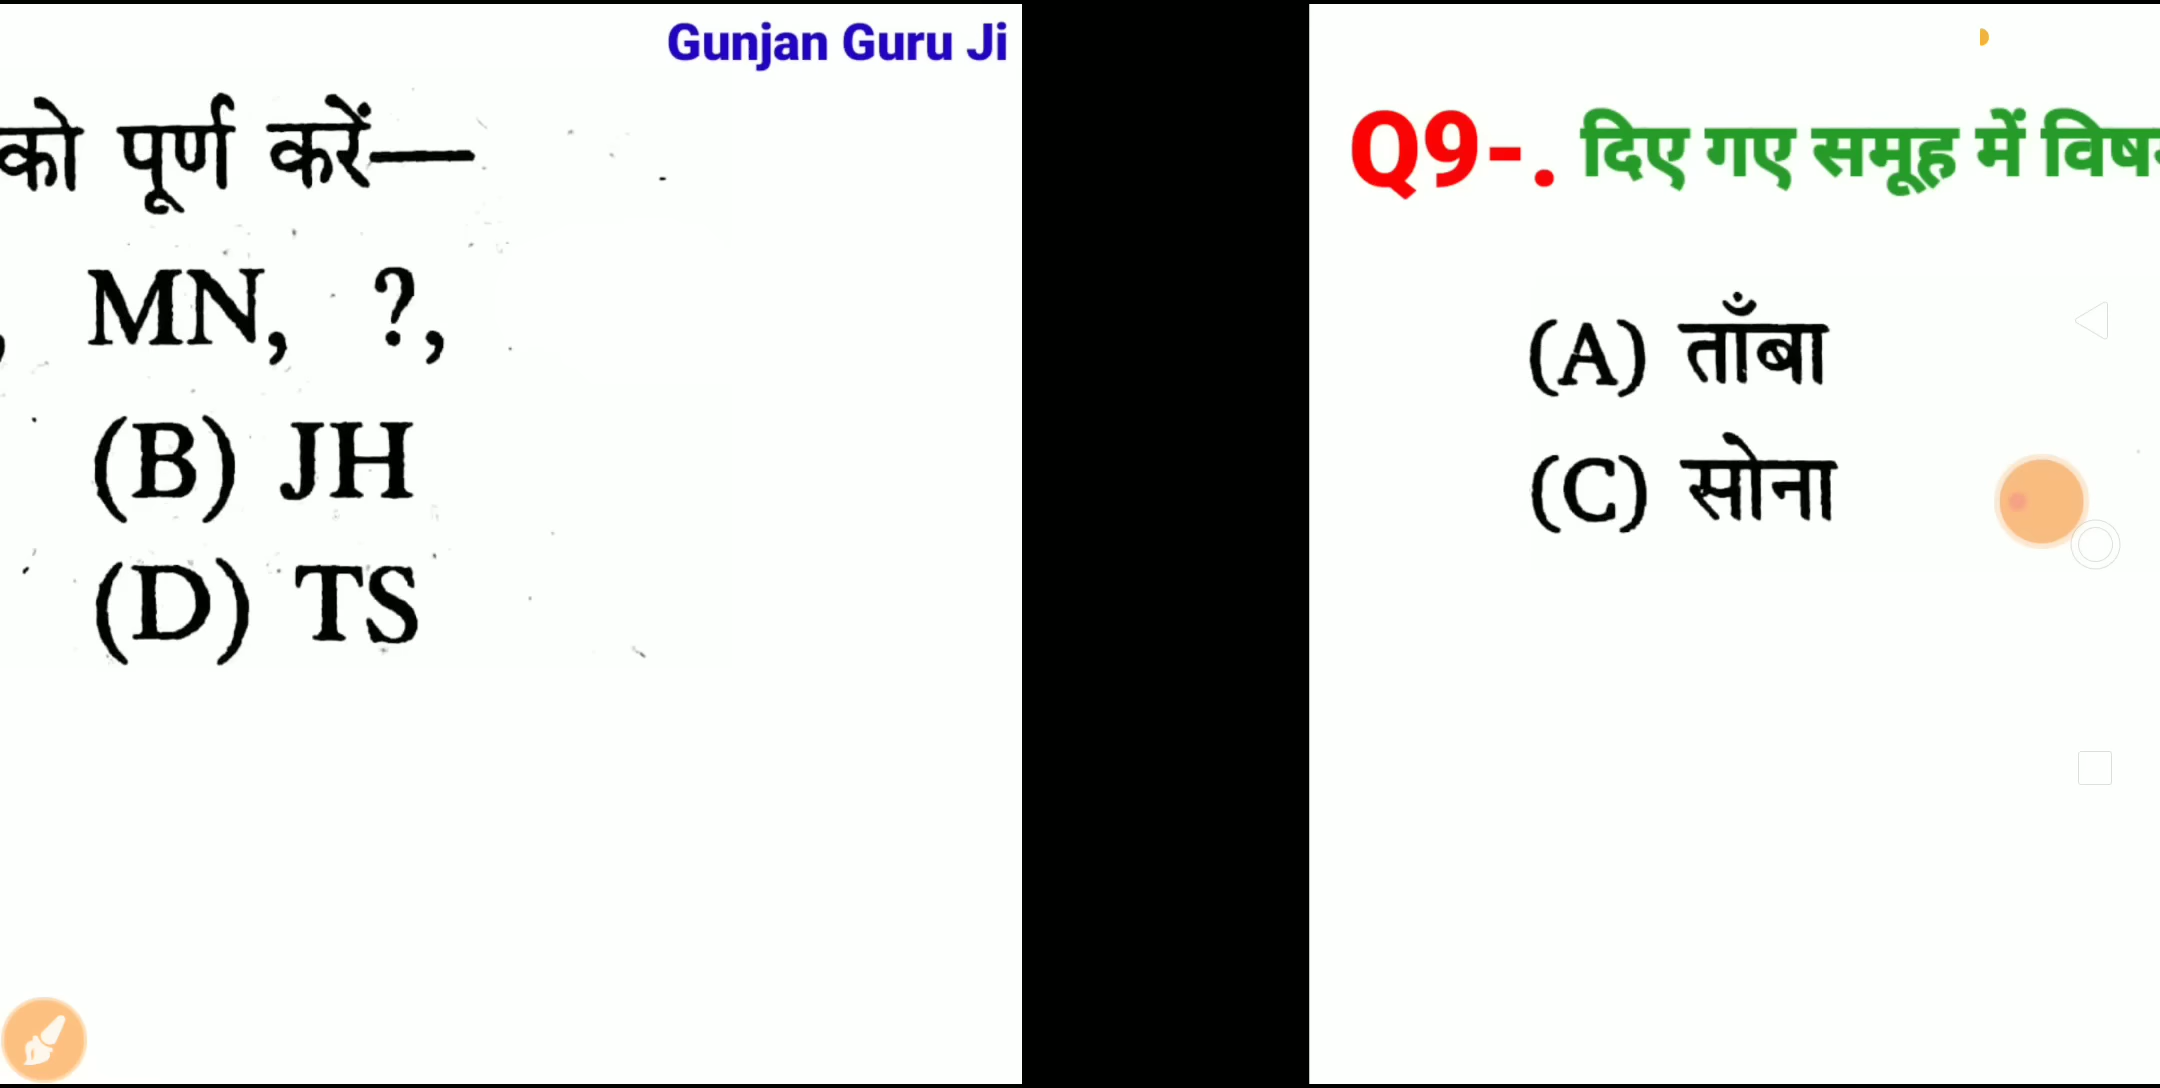 Gunjan Guru Ji
को पूर्ण करें—
, MN, ?,
(B) JH
(D) TS
Q9-. दिए गए समूह में
(A) ताँबा
(C) सोना